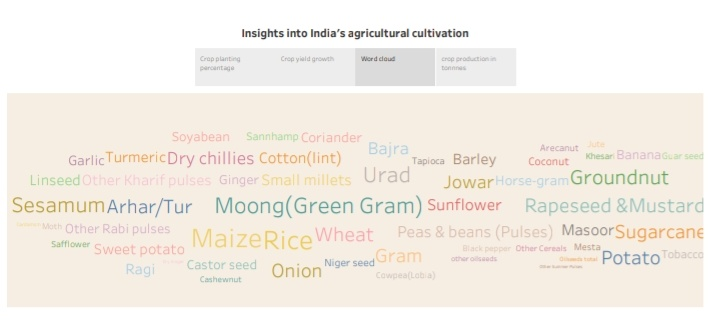 Insights into India's agricultural cultivation
Crop planting
percentage
Crop yield growth
Word cloud
crop production in
tonnnes
Soyabean
Sannhamp
Coriander
Bajra
Arecanut
Jute
Garlic
Turmeric
Dry chillies
Cotton(lint)
Tapioca
Barley
Coconut
Khesari
Banana
Guar seed
Linseed
Other Kharif pulses
Ginger
Small millets
Urad
Jowar
Horse-gram
Groundnut
Sesamum
Arhar/Tur
Moong(Green Gram)
Sunflower
Rapeseed &Mustard
Moth
Other Rabi pulses
Maize
Rice
Wheat
Peas & beans (Pulses)
Masoor
Sugarcane
Safflower
Sweet potato
Gram
Black pepper
Other Cereals
Mesta
other oilseeds
Potato
Tobacco
Ragi
Castor seed
Onion
Niger seed
Cashewnut
Cowpea(Lobia)